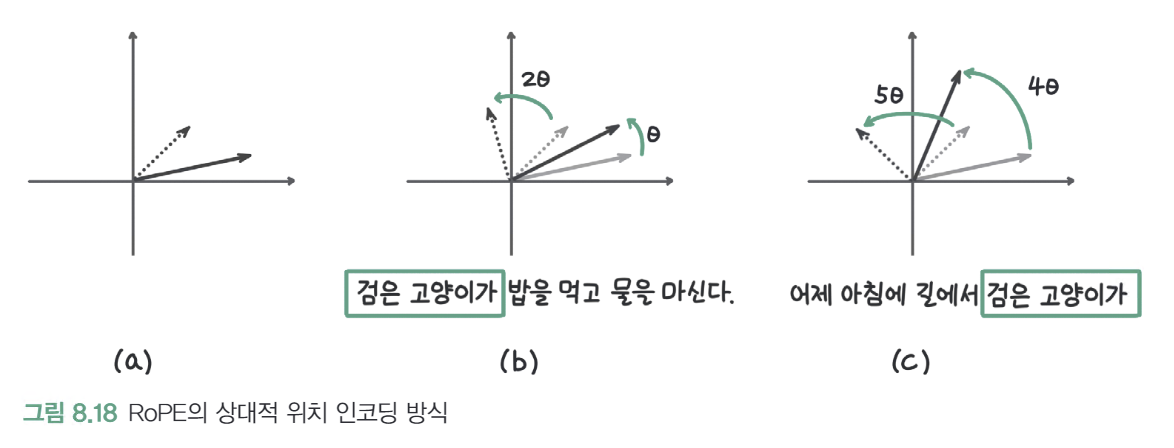 2θ
θ
5θ
4θ
검은 고양이가 밥을 먹고 물을 마신다.
어제 아침에 길에서 검은 고양이가
(a)
(b)
(c)
그림 8.18 RoPE의 상대적 위치 인코딩 방식